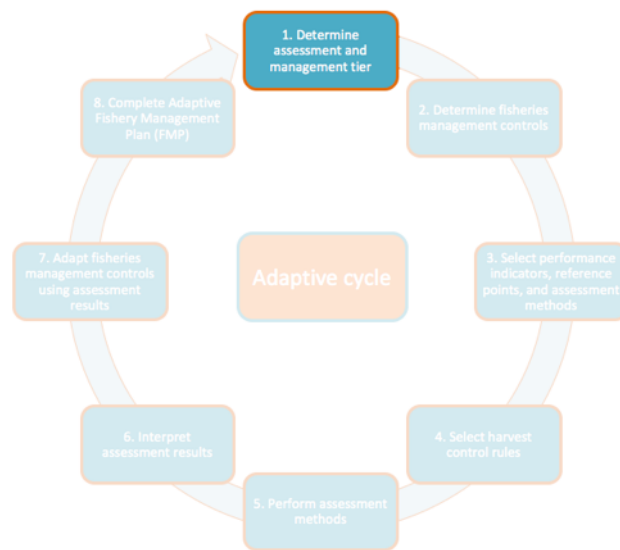 1. Determine
assessment and
management tier
8. Complete Adaptive
Fishery Management
Plan (FMP)
2. Determine fisheries
management controls
7. Adapt fisheries
management controls
using assessment
results
Adaptive cycle
3. Select performance
indicators, reference
points, and assessment
methods
6. Interpret
assessment results
4. Select harvest
control rules
5. Perform assessment
methods